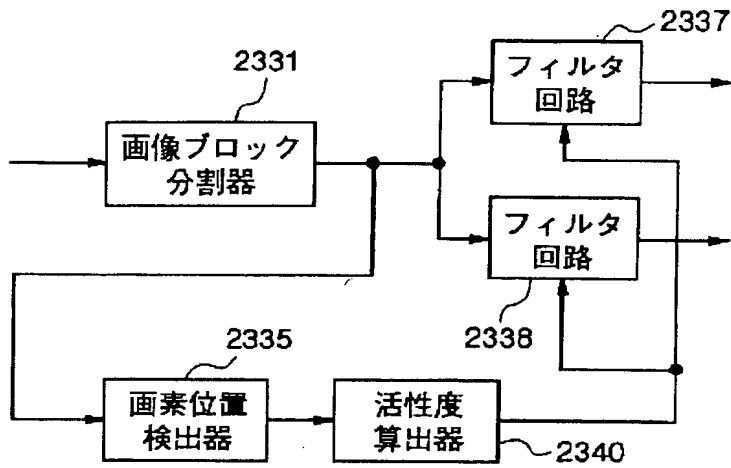 2337
フィルタ
回路
2331
画像ブロック
分割器
フィルタ
回路
2338
2335
画素位置
検出器
活性度
算出器
2340